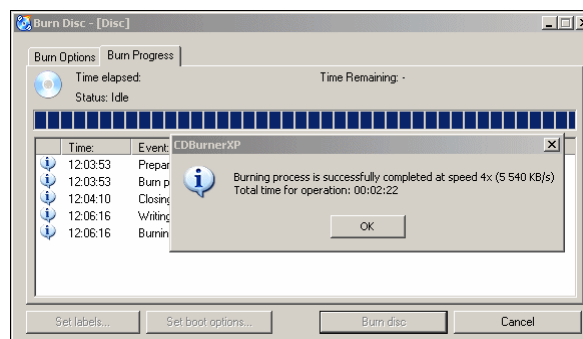 Burn Disc - [Disc]
Burn Options Burn Progress
Time elapsed: Time Remaining: -
Status: Idle
Time: Event:
12:03:53 Prepar
12:03:53 Burn p
12:04:10 Closing
12:06:16 Writing
12:06:16 Burnin
CDBurnerXP
Burning process is successfully completed at speed 4x (5 540 KB/s)
Total time for operation: 00:02:22
OK
Set labels... Set boot options... Burn disc Cancel